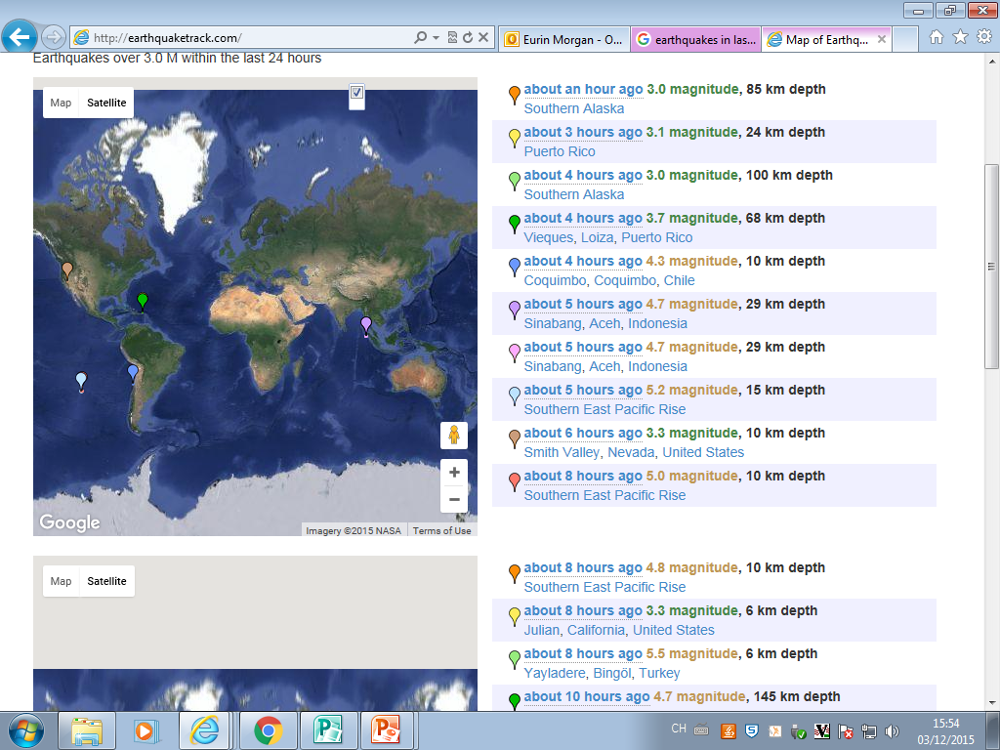 http://earthquaketrack.com/
Eurin Morgan - O...
earthquakes in las...
Map of Earthq...
Earthquakes over 3.0 M within the last 24 hours
Map Satellite
about an hour ago 3.0 magnitude, 85 km depth
Southern Alaska
about 3 hours ago 3.1 magnitude, 24 km depth
Puerto Rico
about 4 hours ago 3.0 magnitude, 100 km depth
Southern Alaska
about 4 hours ago 3.7 magnitude, 68 km depth
Vieques, Loiza, Puerto Rico
about 4 hours ago 4.3 magnitude, 10 km depth
Coquimbo, Coquimbo, Chile
about 5 hours ago 4.7 magnitude, 29 km depth
Sinabang, Aceh, Indonesia
about 5 hours ago 4.7 magnitude, 29 km depth
Sinabang, Aceh, Indonesia
about 5 hours ago 5.2 magnitude, 15 km depth
Southern East Pacific Rise
about 6 hours ago 3.3 magnitude, 10 km depth
Smith Valley, Nevada, United States
about 8 hours ago 5.0 magnitude, 10 km depth
Southern East Pacific Rise
Google
Imagery ©2015 NASA
Terms of Use
Map Satellite
about 8 hours ago 4.8 magnitude, 10 km depth
Southern East Pacific Rise
about 8 hours ago 3.3 magnitude, 6 km depth
Julian, California, United States
about 8 hours ago 5.5 magnitude, 6 km depth
Yayladere, Bingöl, Turkey
about 10 hours ago 4.7 magnitude, 145 km depth
CH
15:54
03/12/2015